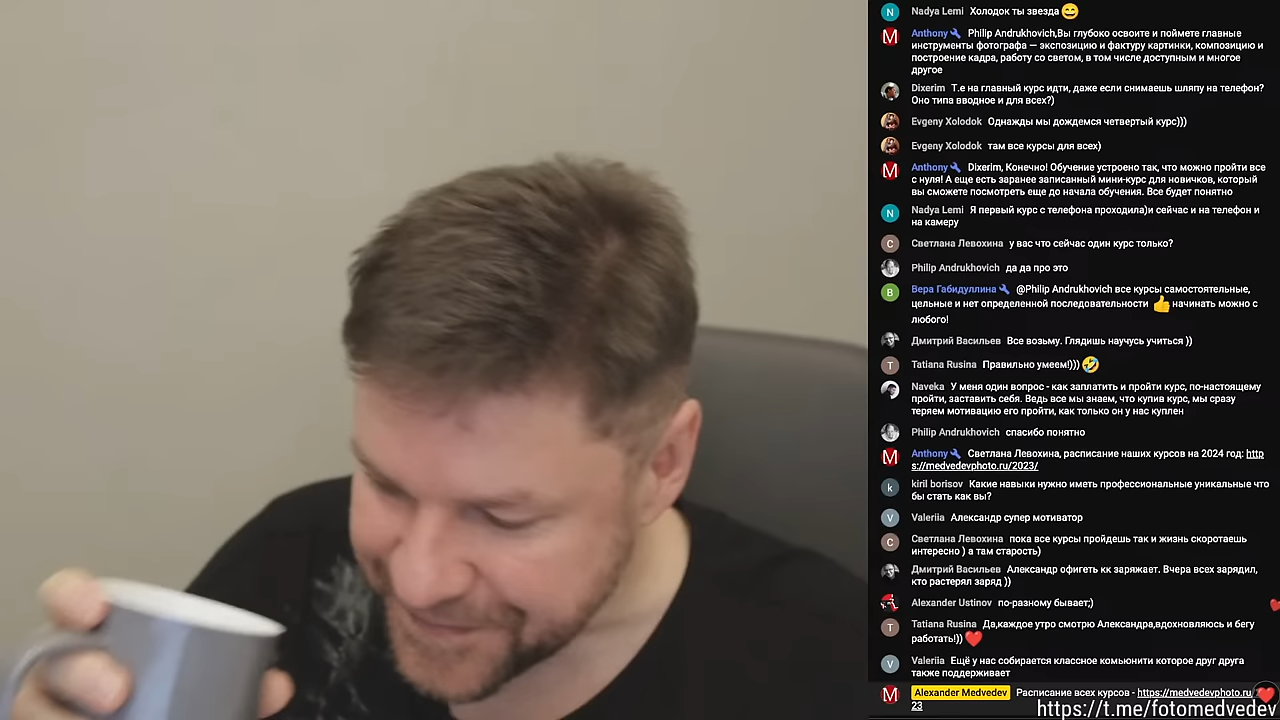 Nadya Lemi Холодок ты звезда😄
Anthony Philip Andrukhovich,Вы глубоко освоите и поймете главные
инструменты фотографа — экспозицию и фактуру картинки, композицию и
построение кадра, работу со светом, в том числе доступным и многое
другое
Dixerim Т.е на главный курс идти, даже если снимаешь шляпу на телефон?
Оно типа вводное и для всех?)
Evgeny Xolodok Однажды мы дождемся четвертый курс)))
Evgeny Xolodok там все курсы для всех)
Anthony Dixerim, Конечно! Обучение устроено так, что можно пройти все
с нуля! А еще есть заранее записанный мини-курс для новичков, который
вы сможете посмотреть еще до начала обучения. Все будет понятно
Nadya Lemi Я первый курс с телефона проходила)и сейчас и на телефон и
на камеру
Светлана Левохина у вас что сейчас один курс только?
Philip Andrukhovich да да про это
Вера Габидуллина @Philip Andrukhovich все курсы самостоятельные,
цельные и нет определенной последовательности 👍 начинать можно с
любого!
Дмитрий Васильев Все возьму. Глядишь научусь учиться ))
Tatiana Rusina Правильно умеем!)))🤣
Naveka У меня один вопрос - как заплатить и пройти курс, по-настоящему
пройти, заставить себя. Ведь все мы знаем, что купив курс, мы сразу
теряем мотивацию его пройти, как только он у нас куплен
Philip Andrukhovich спасибо понятно
Anthony Светлана Левохина, расписание наших курсов на 2024 год: http
s://medvedevphoto.ru/2023/
kiril borisov Какие навыки нужно иметь профессиональные уникальные что
бы стать как вы?
Valeriia Александр супер мотиватор
Светлана Левохина пока все курсы пройдешь так и жизнь скоротаешь
интересно ) а там старость)
Дмитрий Васильев Александр офигеть кк заряжает. Вчера всех зарядил,
кто растерял заряд ))
Alexander Ustinov по-разному бывает;)
Tatiana Rusina Да,каждое утро смотрю Александра,вдохновляюсь и бегу
работать!))❤️
Valeriia Ещё у нас собирается классное комьюнити которое друг друга
также поддерживает
Alexander Medvedev Расписание всех курсов - https://medvedevphoto.ru/
23
https://t.me/fotomedvedev